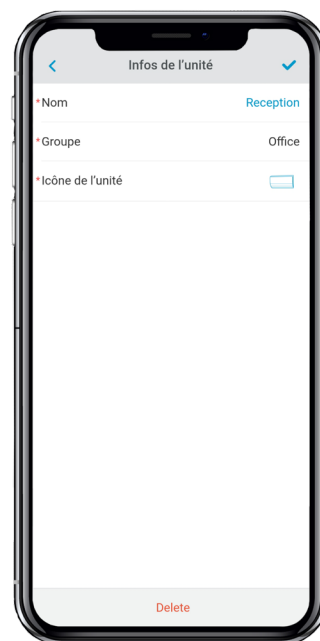 Infos de l’unité
*Nom Reception
*Groupe Office
*Icône de l’unité
Delete